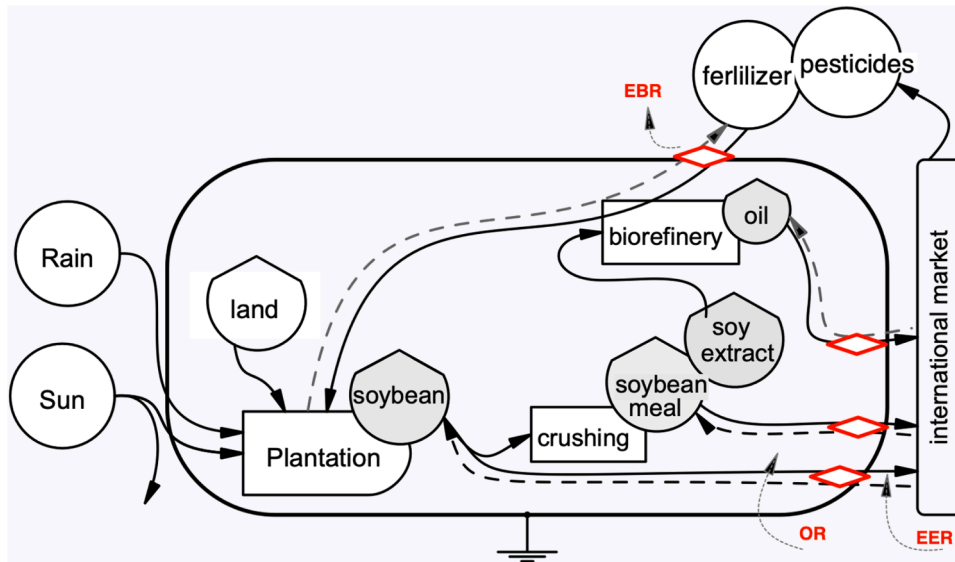 ferlilizer
pesticides
EBR
oil
biorefinery
Rain
land
soy
extract
international market
soybean
soybean
meal
Sun
crushing
Plantation
OR
EER